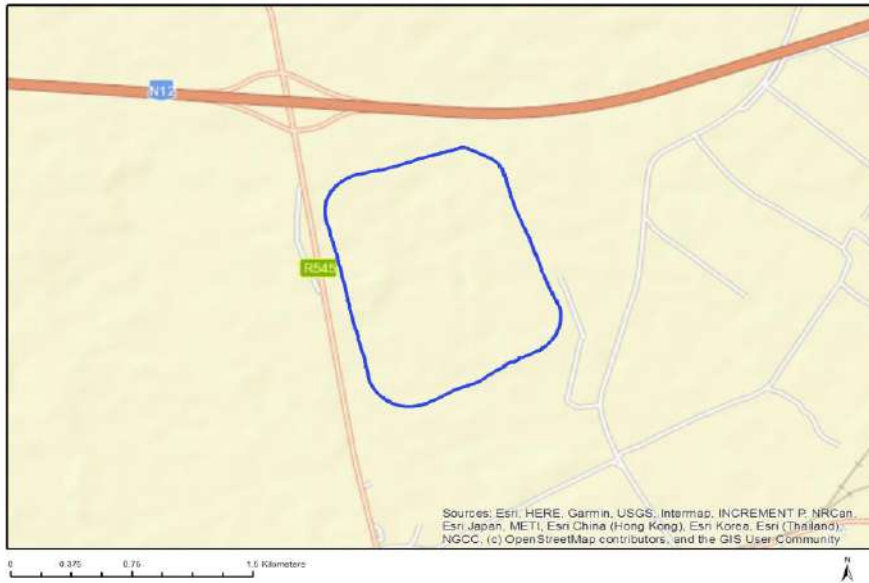 N12
R545
Sources: Esri, HERE, Garmin, USGS, Intermap, INCREMENT P, NRCan,
Esri Japan, METI, Esri China (Hong Kong), Esri Korea, Esri (Thailand),
NGCC, (c) OpenStreetMap contributors, and the GIS User Community
0 0.375 0.75 1.5 Kilometers
N